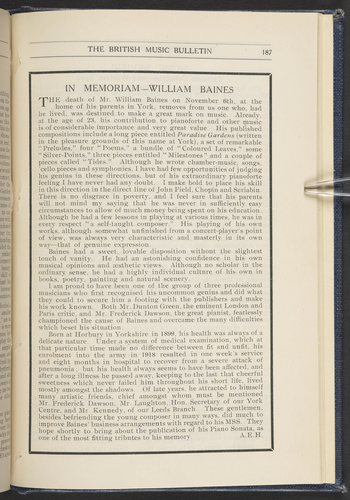 THE BRITISH MUSIC BULLETIN 187
IN MEMORIAM—WILLIAM BAINES
THE death of Mr. William Baines on November 6th, at the
home of his parents in York, removes from us one who, had
he lived, was destined to make a great mark on music. Already,
at the age of 23, his contribution to pianoforte and other music
is of considerable importance and very great value. His published
compositions include a long piece entitled Paradise Gardens (written
in the pleasure grounds of this name at York), a set of remarkable
"Preludes," four "Poems," a bundle of "Coloured Leaves," some
"Silver-Points," three pieces entitled "Milestones" and a couple of
pieces called "Tides." Although he wrote chamber-music, songs,
cello pieces and symphonies, I have had few opportunities of judging
his genius in these directions, but of his extraordinary pianoforte
feeling I have never had any doubt. I make bold to place his skill
in this direction in the direct line of John Field, Chopin and Scriabin.
There is no disgrace in poverty, and I feel sure that his parents
will not mind my saying that he was never in sufficiently easy
circumstances to allow of much money being spent on his education.
Although he had a few lessons in playing at various times, he was in
every respect "a self-taught composer." His playing of his own
works, although somewhat unfinished from a concert-player's point
of view, was always very characteristic and masterly in its own
way—that of genuine expression.
Baines had a sweet, lovable disposition without the slightest
touch of vanity. He had an astonishing confidence in his own
musical opinions and æsthetic views. Although no scholar in the
ordinary sense, he had a highly individual culture of his own in
books, poetry, painting and natural scenery.
I am proud to have been one of the group of three professional
musicians who first recognised his uncommon genius and did what
they could to secure him a footing with the publishers and make
his work known. Both Mr. Dunton Green, the eminent London and
Paris critic, and Mr. Frederick Dawson, the great pianist, fearlessly
championed the cause of Baines and overcame the many difficulties
which beset his situation.
Born at Horbury in Yorkshire in 1899, his health was always of a
delicate nature. Under a system of medical examination, which at
that particular time made no difference between fit and unfit, his
enrolment into the army in 1918 resulted in one week's service
and eight months in hospital to recover from a severe attack of
pneumonia; but his health always seems to have been affected, and
after a long illness he passed away, keeping to the last that cheerful
sweetness which never failed him throughout his short life, lived
mostly amongst the shadows. Of late years, he attracted to himself
many artistic friends, chief amongst whom must be mentioned
Mr. Frederick Dawson, Mr. Laughton, Hon. Secretary of our York
Centre, and Mr. Kennedy, of our Leeds Branch. These gentlemen,
besides befriending the young composer in many ways, did much to
improve Baines' business arrangements with regard to his MSS. They
hope shortly to bring about the publication of his Piano Sonata, as
one of the most fitting tributes to his memory A. E. H.